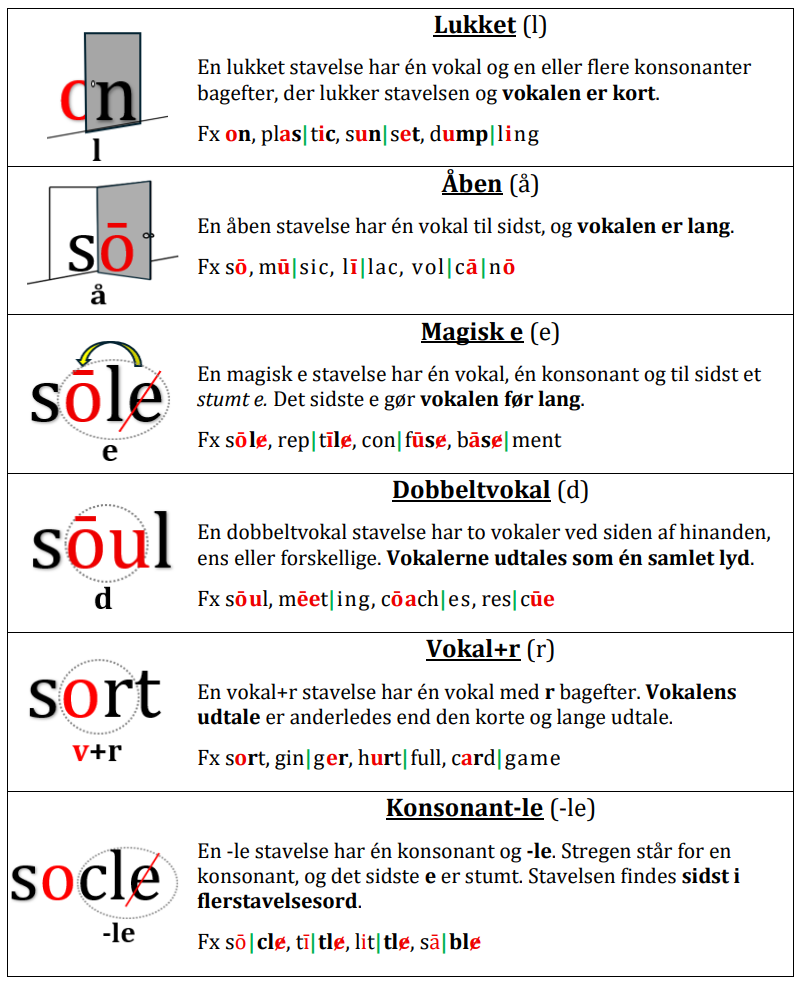 Lukket (l)
on
l
En lukket stavelse har én vokal og en eller flere konsonanter
bagefter, der lukker stavelsen og vokalen er kort.
Fx on, plas|tic, sun|set, dump|ling
Åben (å)
sō
å
En åben stavelse har én vokal til sidst, og vokalen er lang.
Fx sō, mū|sic, lī|lac, vol|cā|nō
Magisk e (e)
sōle
e
En magisk e stavelse har én vokal, én konsonant og til sidst et
stumt e. Det sidste e gør vokalen før lang.
Fx sōle, rep|tīle, con|fūse, bāse|ment
Dobbeltvokal (d)
sōul
d
En dobbeltvokal stavelse har to vokaler ved siden af hinanden,
ens eller forskellige. Vokalerne udtales som én samlet lyd.
Fx sōul, mēet|ing, cōach|es, res|cūe
Vokal+r (r)
sort
v+r
En vokal+r stavelse har én vokal med r bagefter. Vokalens
udtale er anderledes end den korte og lange udtale.
Fx sort, gin|ger, hurt|full, card|game
Konsonant-le (-le)
socle
-le
En -le stavelse har én konsonant og -le. Stregen står for en
konsonant, og det sidste e er stumt. Stavelsen findes sidst i
flerstavelsesord.
Fx sō|cle, tī|tle, lit|tle, sā|ble